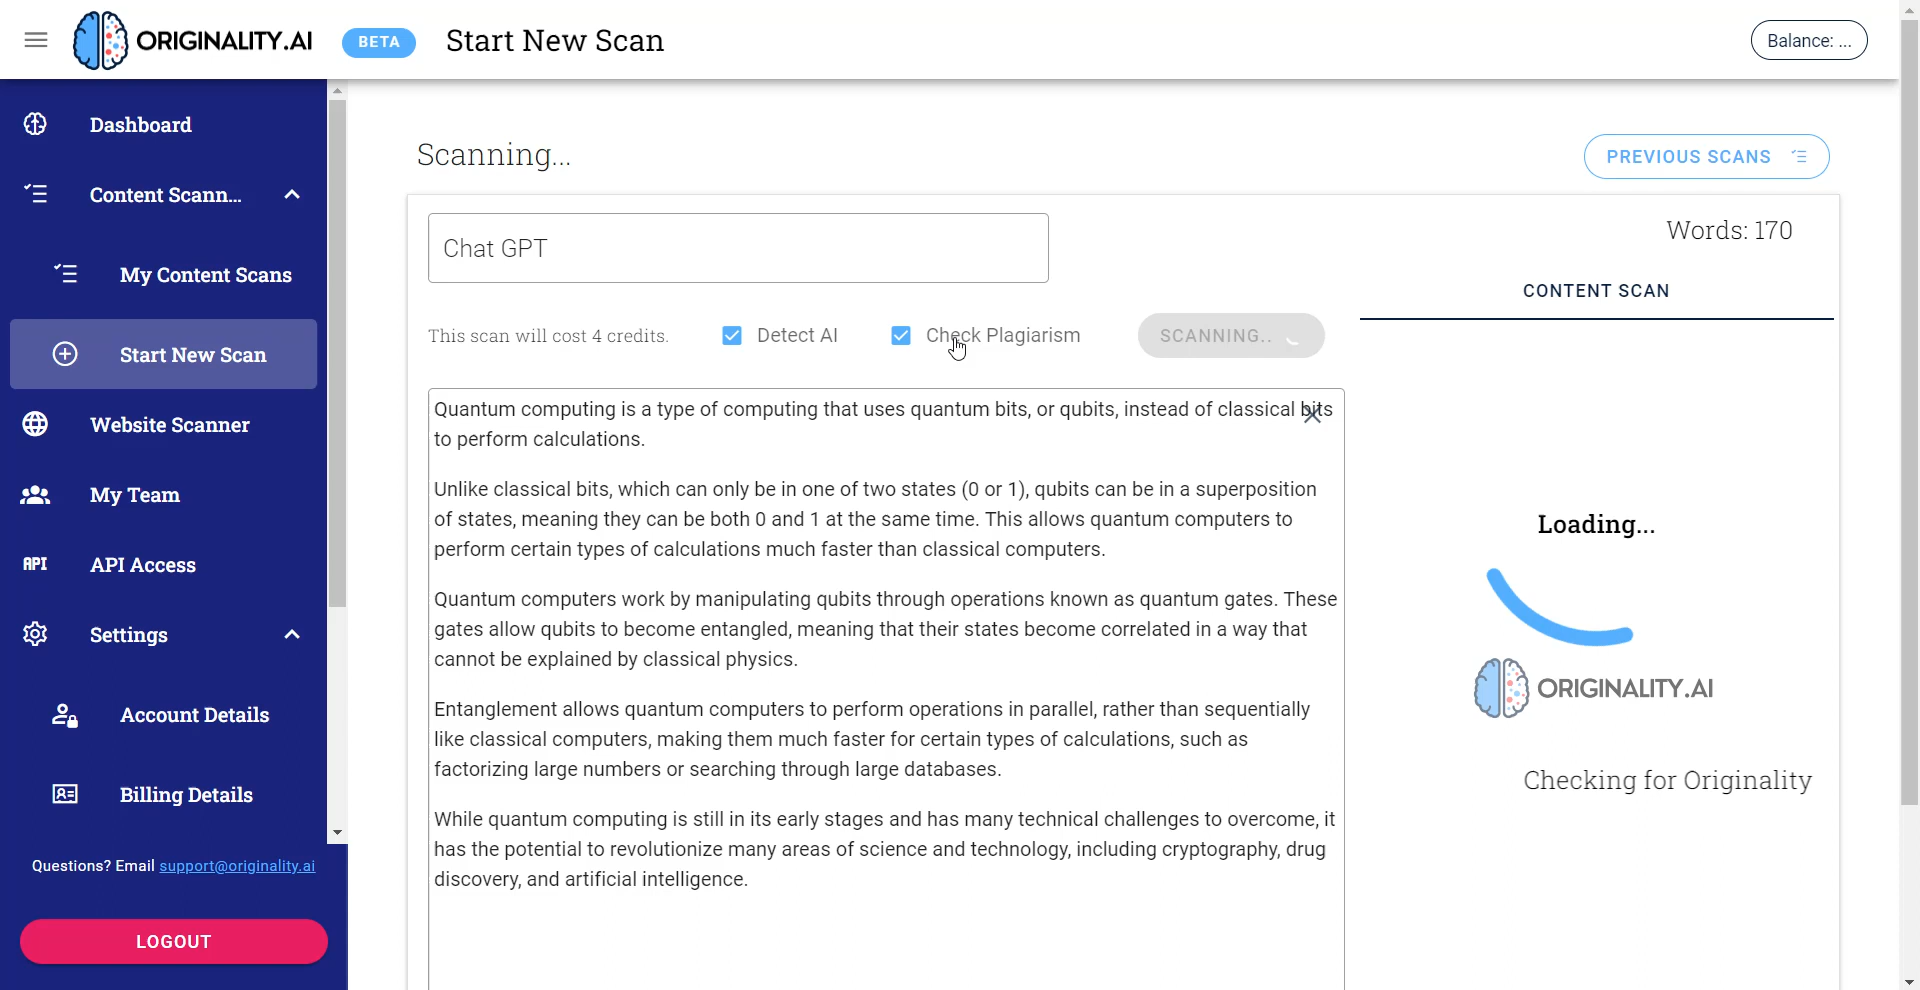 ORIGINALITY.AI
BETA
Start New Scan
Balance: ...
Dashboard
Content Scann...
My Content Scans
Start New Scan
Website Scanner
My Team
API
API Access
Settings
Account Details
Billing Details
Questions? Email support@originality.ai
LOGOUT
Scanning...
PREVIOUS SCANS
Chat GPT
Words: 170
This scan will cost 4 credits.
Detect AI
Check Plagiarism
SCANNING..
CONTENT SCAN
Quantum computing is a type of computing that uses quantum bits, or qubits, instead of classical bits
to perform calculations.
Unlike classical bits, which can only be in one of two states (0 or 1), qubits can be in a superposition
of states, meaning they can be both 0 and 1 at the same time. This allows quantum computers to
perform certain types of calculations much faster than classical computers.
Quantum computers work by manipulating qubits through operations known as quantum gates. These
gates allow qubits to become entangled, meaning that their states become correlated in a way that
cannot be explained by classical physics.
Entanglement allows quantum computers to perform operations in parallel, rather than sequentially
like classical computers, making them much faster for certain types of calculations, such as
factorizing large numbers or searching through large databases.
While quantum computing is still in its early stages and has many technical challenges to overcome, it
has the potential to revolutionize many areas of science and technology, including cryptography, drug
discovery, and artificial intelligence.
Loading...
ORIGINALITY.AI
Checking for Originality